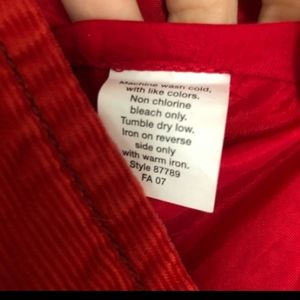 Machine wash cold,
with like colors.
Non chlorine
bleach only.
Tumble dry low.
Iron on reverse
side only
with warm iron.
Style 87789
FA 07